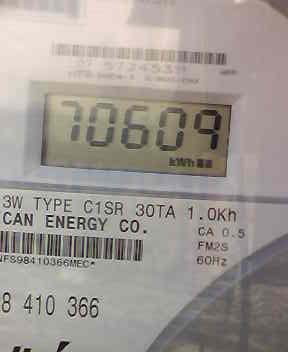 70609
kWh
3W TYPE C1SR 30TA 1.0Kh
CAN ENERGY CO.
CA 0.5
FM2S
NFS98410366MEC*
60Hz
8 410 366